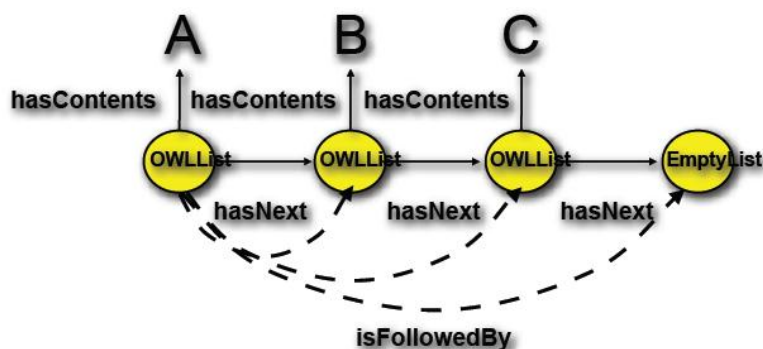 A B C
hasContents hasContents hasContents
OWLList OWLList OWLList EmptyList
hasNext hasNext hasNext
isFollowedBy